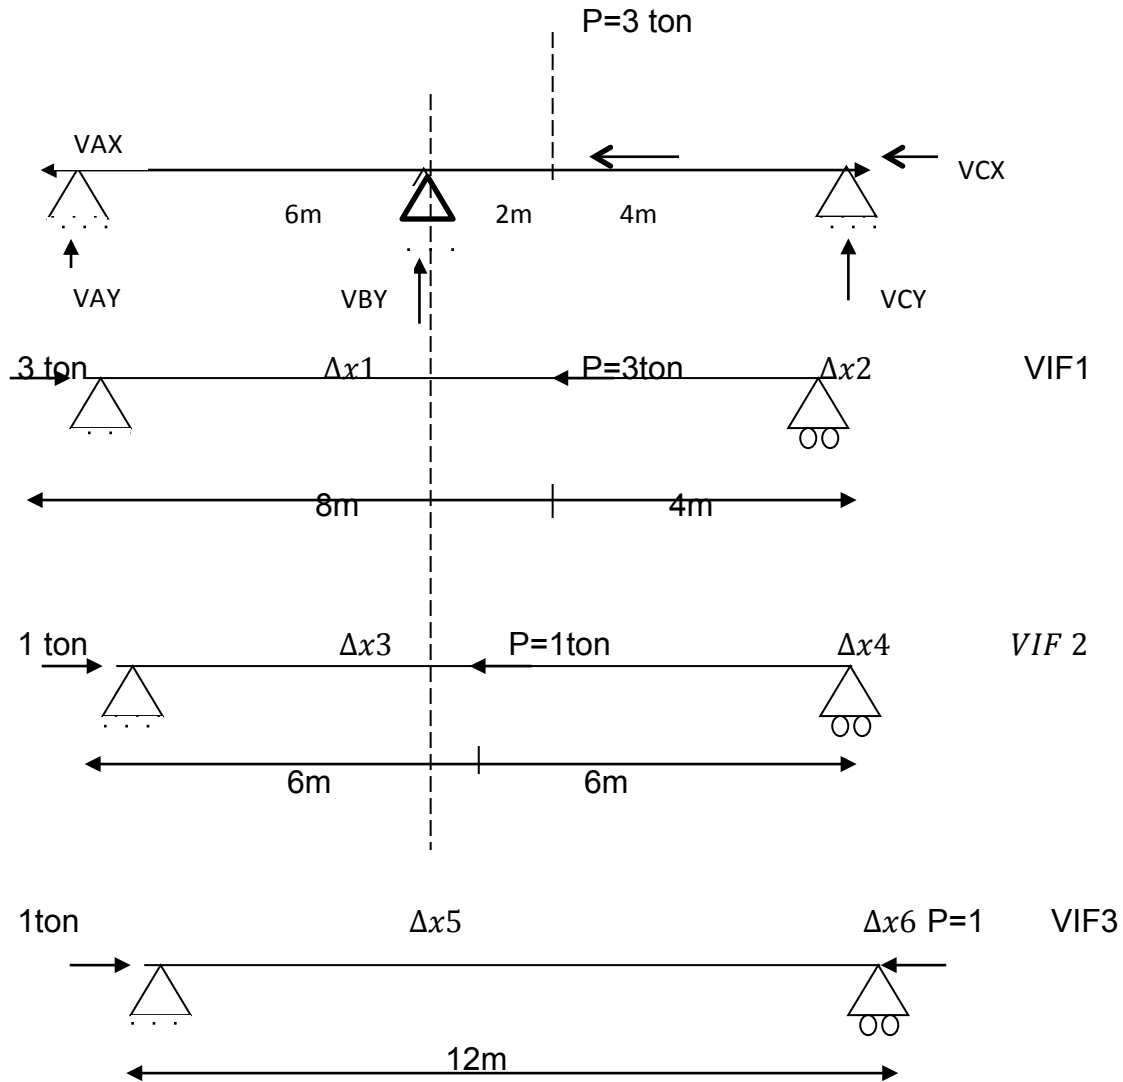 P=3 ton
VAX
VCX
6m 2m 4m
VAY VBY VCY
3 ton Δx1 P=3ton Δx2 VIF1
8m 4m
1 ton Δx3 P=1ton Δx4 VIF 2
6m 6m
1ton Δx5 Δx6 P=1 VIF3
12m